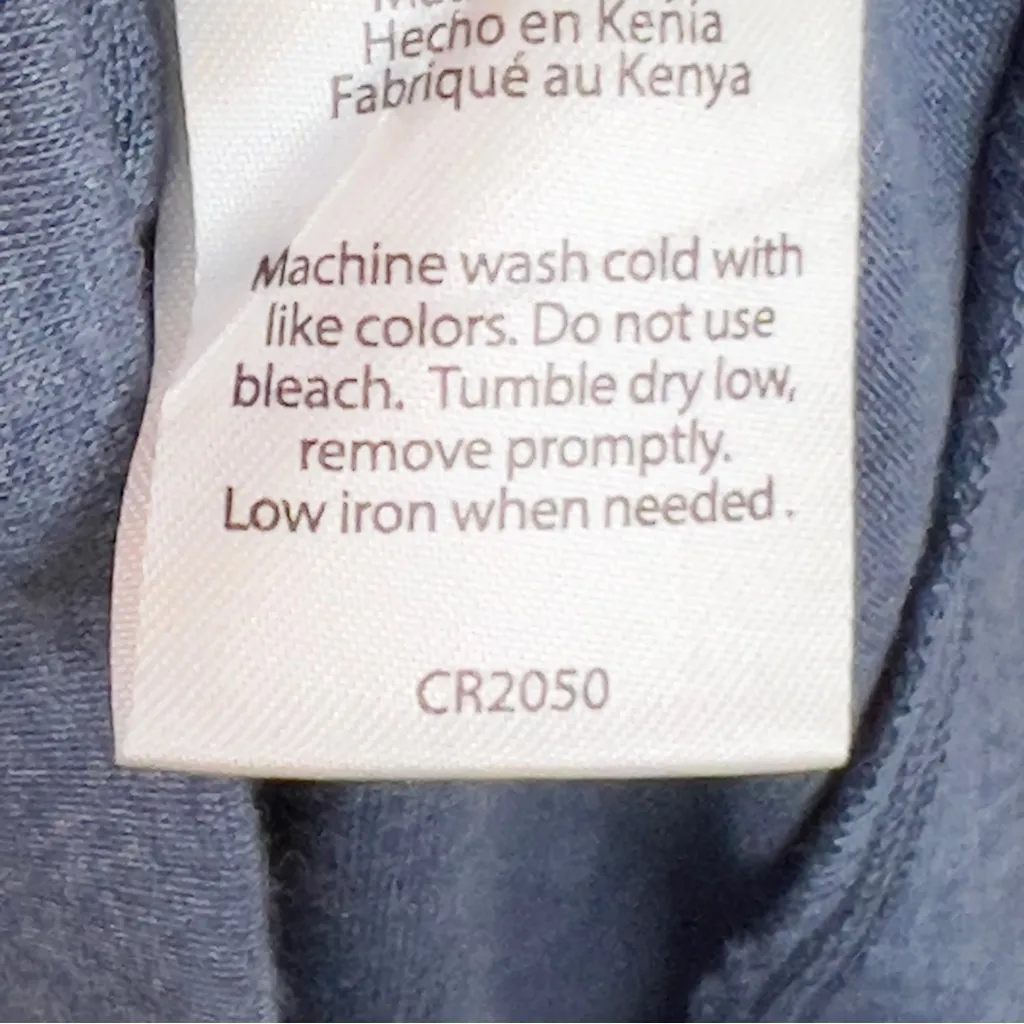 Hecho en Kenia
Fabriqué au Kenya
Machine wash cold with
like colors. Do not use
bleach. Tumble dry low,
remove promptly.
Low iron when needed.
CR2050